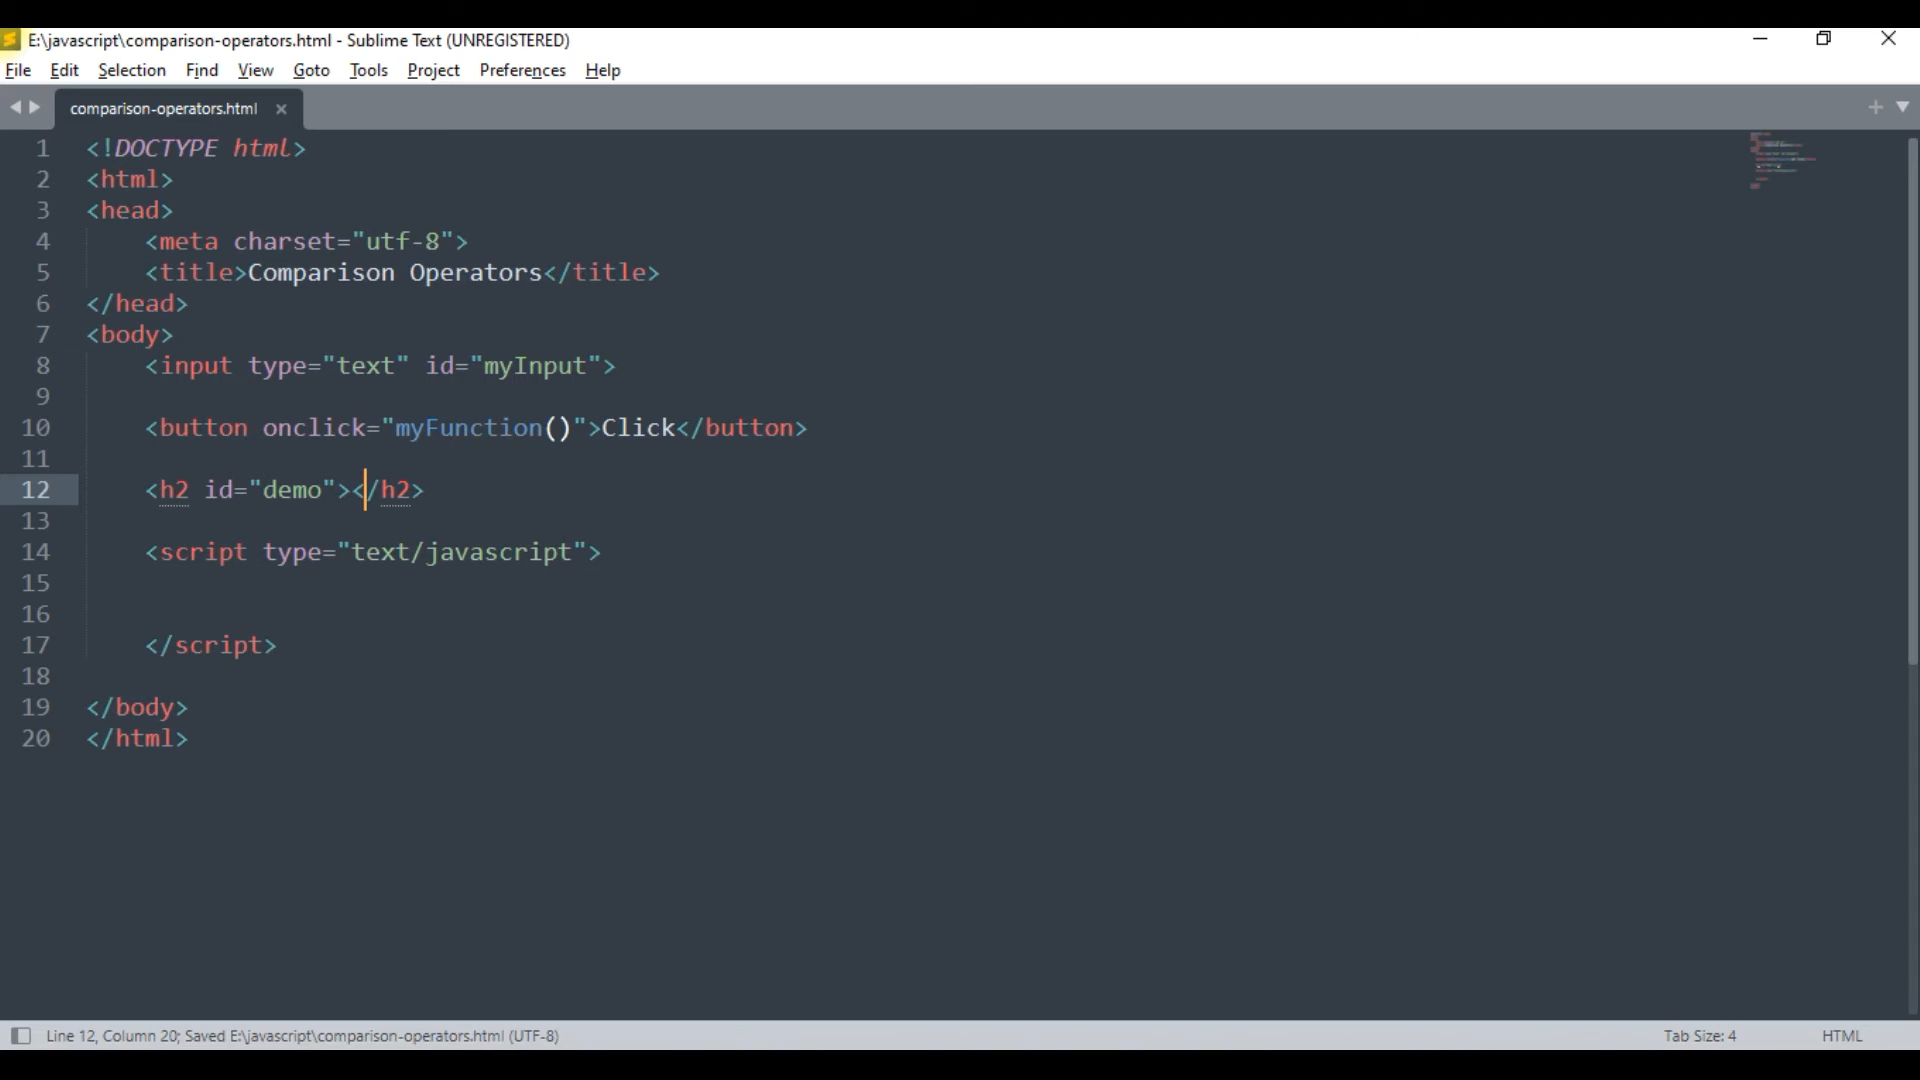 E:\javascript\comparison-operators.html - Sublime Text (UNREGISTERED)
File Edit Selection Find View Goto Tools Project Preferences Help
comparison-operators.html
1 <!DOCTYPE html>
2 <html>
3 <head>
4 <meta charset="utf-8">
5 <title>Comparison Operators</title>
6 </head>
7 <body>
8 <input type="text" id="myInput">
9
10 <button onclick="myFunction()">Click</button>
11
12 <h2 id="demo"></h2>
13
14 <script type="text/javascript">
15
16
17 </script>
18
19 </body>
20 </html>
Line 12, Column 20; Saved E:\javascript\comparison-operators.html (UTF-8) Tab Size: 4 HTML